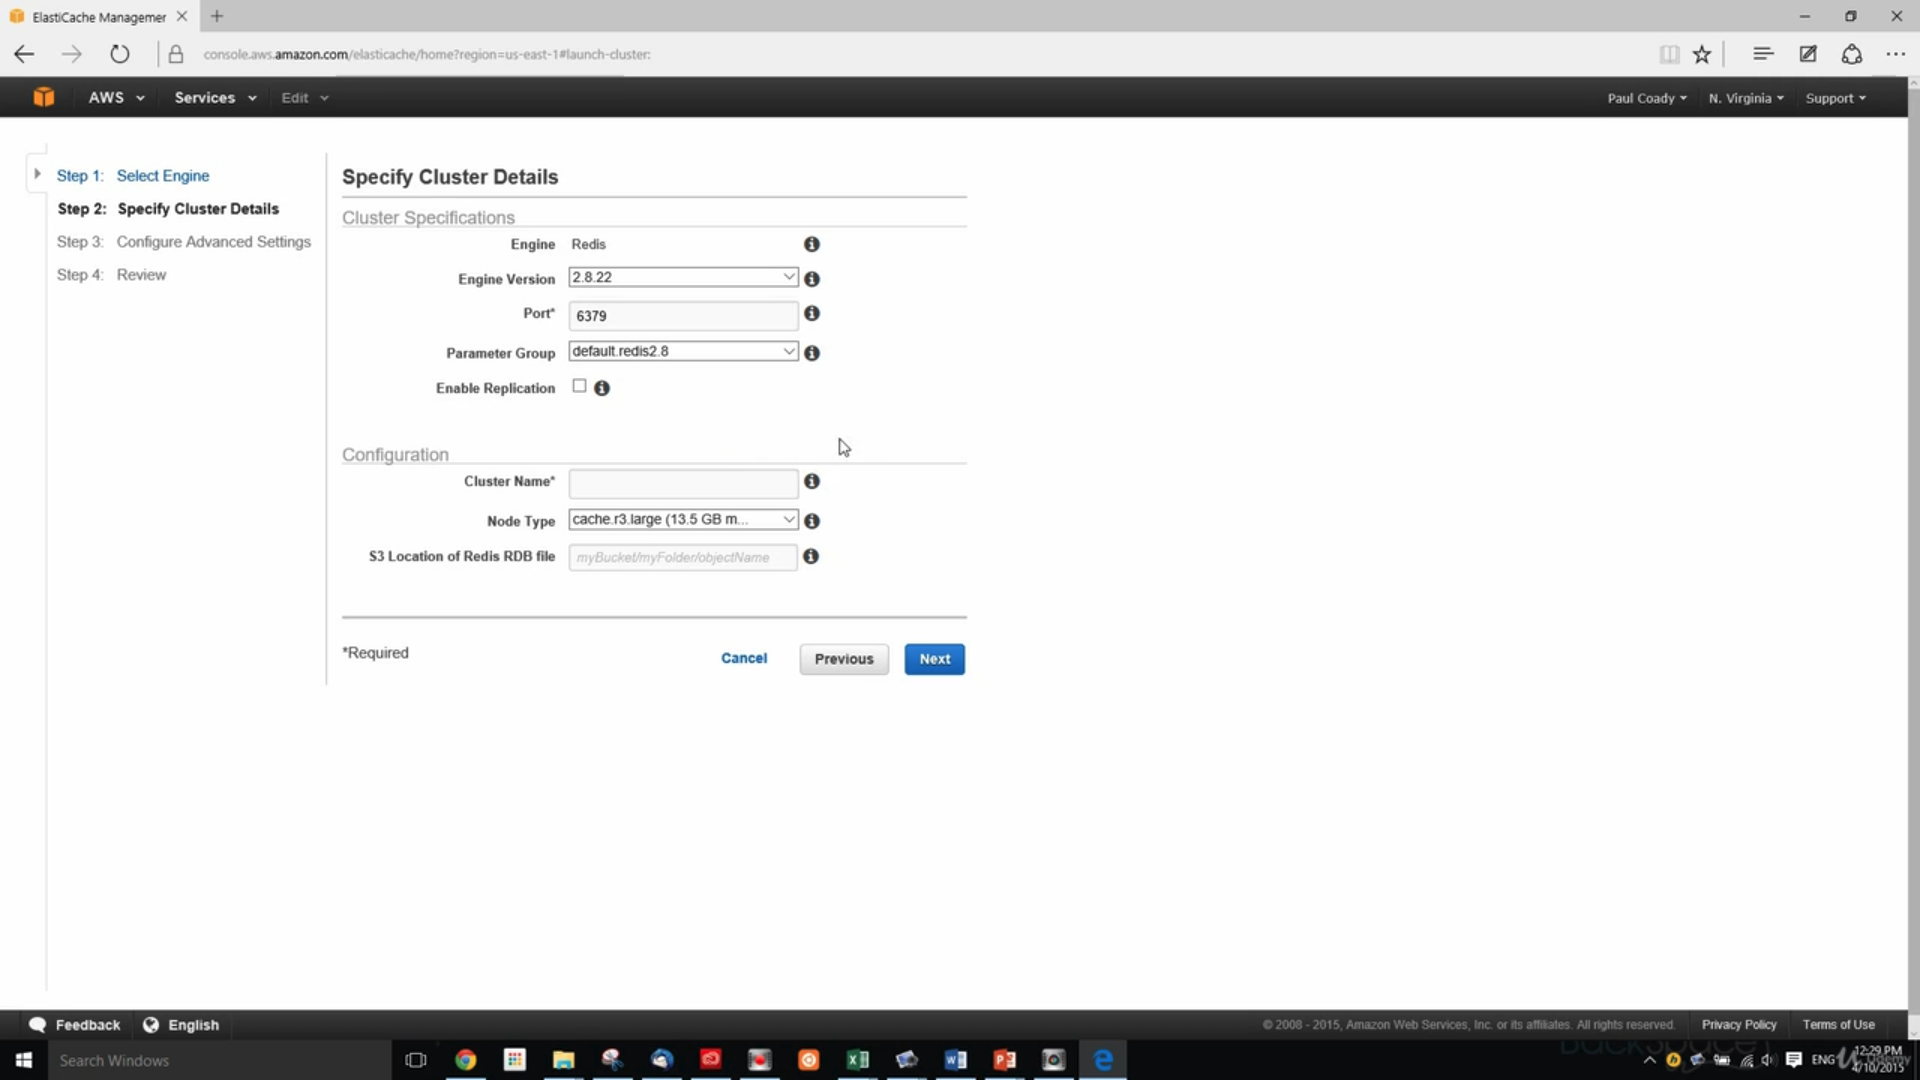 ElastiCache Managemer
console.aws.amazon.com/elasticache/home?region=us-east-1#launch-cluster:
AWS Services Edit Paul Coady N. Virginia Support
Step 1: Select Engine
Step 2: Specify Cluster Details
Step 3: Configure Advanced Settings
Step 4: Review
Specify Cluster Details
Cluster Specifications
Engine Redis
Engine Version 2.8.22
Port* 6379
Parameter Group default.redis2.8
Enable Replication
Configuration
Cluster Name*
Node Type cache.r3.large (13.5 GB m...
S3 Location of Redis RDB file myBucket/myFolder/objectName
*Required Cancel Previous Next
Feedback English © 2008 - 2015, Amazon Web Services, Inc. or its affiliates. All rights reserved. Privacy Policy Terms of Use
Search Windows ENG 12:29 PM
4/10/2015